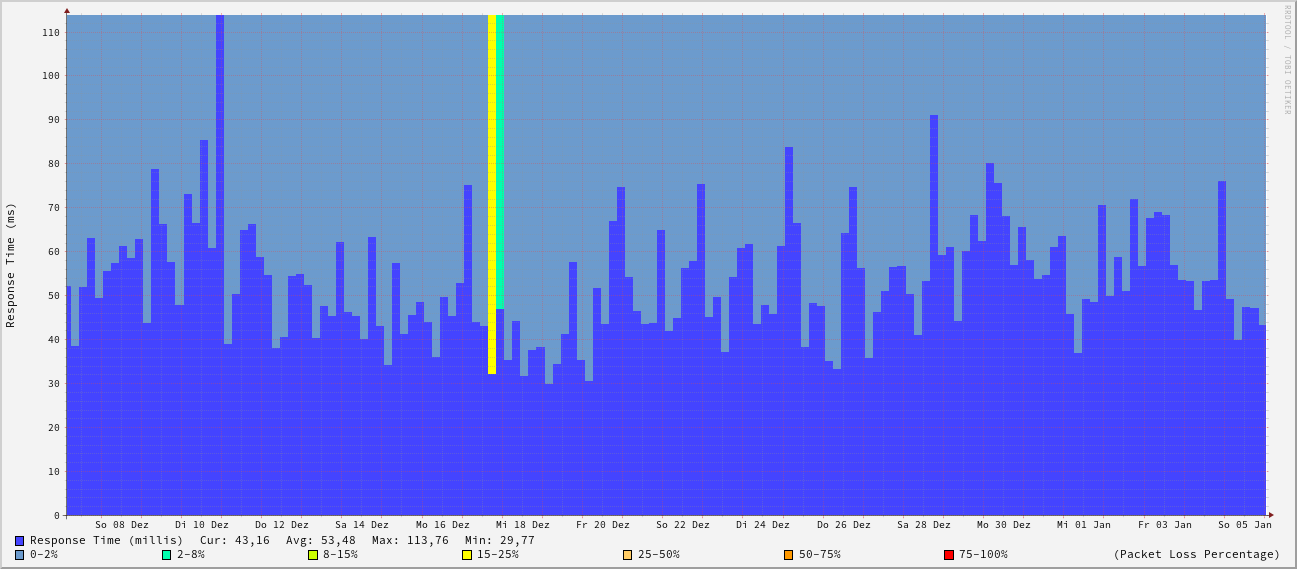 RRDTOOL / TOBI OETIKER
Response Time (ms)
110
100
90
80
70
60
50
40
30
20
10
0
So 08 Dez Di 10 Dez Do 12 Dez Sa 14 Dez Mo 16 Dez Mi 18 Dez Fr 20 Dez So 22 Dez Di 24 Dez Do 26 Dez Sa 28 Dez Mo 30 Dez Mi 01 Jan Fr 03 Jan So 05 Jan
Response Time (millis) Cur: 43,16 Avg: 53,48 Max: 113,76 Min: 29,77
0-2% 2-8% 8-15% 15-25% 25-50% 50-75% 75-100% (Packet Loss Percentage)